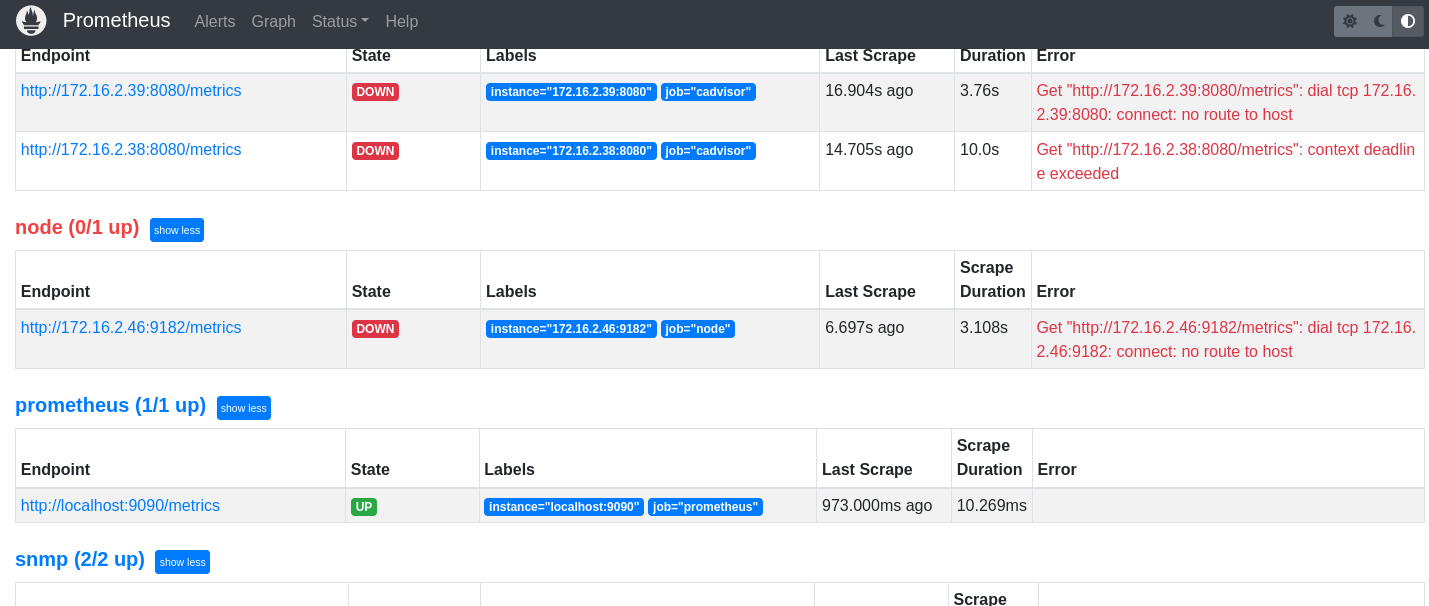 Prometheus Alerts Graph Status Help
Endpoint State Labels Last Scrape Duration Error
http://172.16.2.39:8080/metrics DOWN instance="172.16.2.39:8080" job="cadvisor" 16.904s ago 3.76s Get "http://172.16.2.39:8080/metrics": dial tcp 172.16.
2.39:8080: connect: no route to host
http://172.16.2.38:8080/metrics DOWN instance="172.16.2.38:8080" job="cadvisor" 14.705s ago 10.0s Get "http://172.16.2.38:8080/metrics": context deadlin
e exceeded
node (0/1 up) show less
Scrape
Endpoint State Labels Last Scrape Duration Error
http://172.16.2.46:9182/metrics DOWN instance="172.16.2.46:9182" job="node" 6.697s ago 3.108s Get "http://172.16.2.46:9182/metrics": dial tcp 172.16.
2.46:9182: connect: no route to host
prometheus (1/1 up) show less
Scrape
Endpoint State Labels Last Scrape Duration Error
http://localhost:9090/metrics UP instance="localhost:9090" job="prometheus" 973.000ms ago 10.269ms
snmp (2/2 up) show less
Scrape